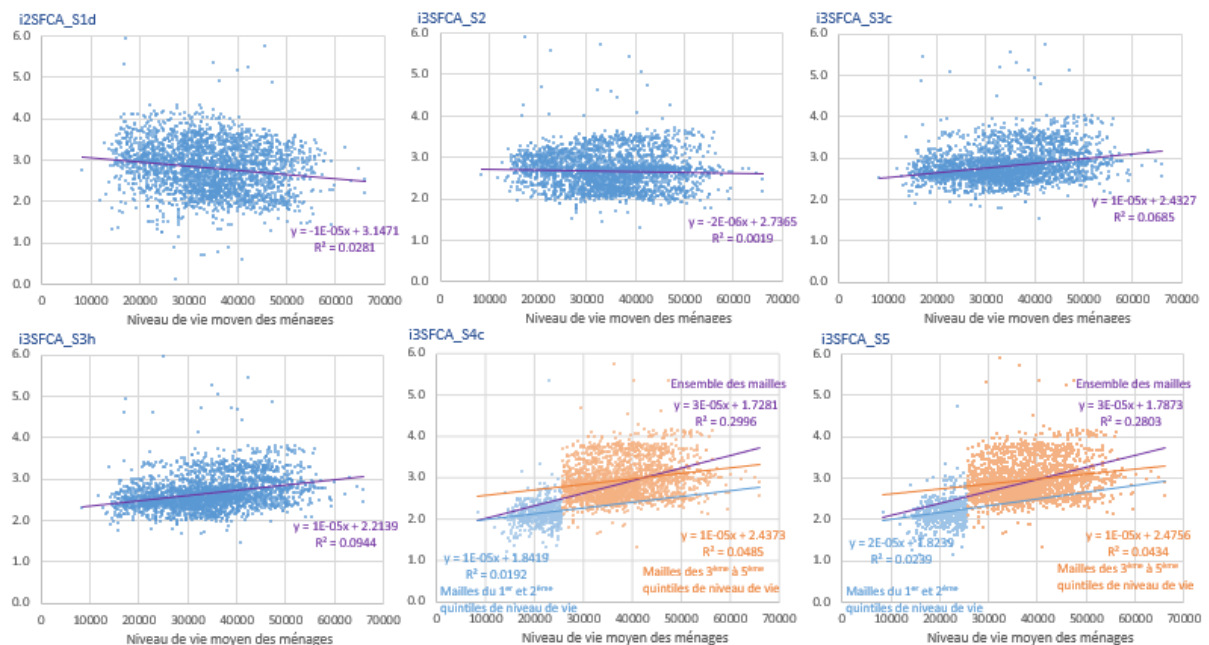 i2SFCA_S1d
6.0
5.0
4.0
3.0
2.0
1.0
0.0
y = -1E-05x + 3.1471
R² = 0.0281
0 10000 20000 30000 40000 50000 60000 70000
Niveau de vie moyen des ménages
i3SFCA_S2
6.0
5.0
4.0
3.0
2.0
1.0
0.0
y = -2E-06x + 2.7365
R² = 0.0019
0 10000 20000 30000 40000 50000 60000 70000
Niveau de vie moyen des ménages
i3SFCA_S3c
6.0
5.0
4.0
3.0
2.0
1.0
0.0
y = 1E-05x + 2.4327
R² = 0.0685
0 10000 20000 30000 40000 50000 60000 70000
Niveau de vie moyen des ménages
i3SFCA_S3h
6.0
5.0
4.0
3.0
2.0
1.0
0.0
y = 1E-05x + 2.2139
R² = 0.0944
0 10000 20000 30000 40000 50000 60000 70000
Niveau de vie moyen des ménages
i3SFCA_S4c
6.0
5.0
4.0
3.0
2.0
1.0
0.0
Ensemble des mailles
y = 3E-05x + 1.7281
R² = 0.2996
y = 1E-05x + 2.4373
R² = 0.0485
Mailles des 3ème à 5ème
quintiles de niveau de vie
y = 1E-05x + 1.8419
R² = 0.0192
Mailles du 1er et 2ème
quintiles de niveau de vie
0 10000 20000 30000 40000 50000 60000 70000
Niveau de vie moyen des ménages
i3SFCA_S5
6.0
5.0
4.0
3.0
2.0
1.0
0.0
Ensemble des mailles
y = 3E-05x + 1.7873
R² = 0.2803
y = 1E-05x + 2.4756
R² = 0.0434
Mailles des 3ème à 5ème
quintiles de niveau de vie
y = 2E-05x + 1.8239
R² = 0.0239
Mailles du 1er et 2ème
quintiles de niveau de vie
0 10000 20000 30000 40000 50000 60000 70000
Niveau de vie moyen des ménages